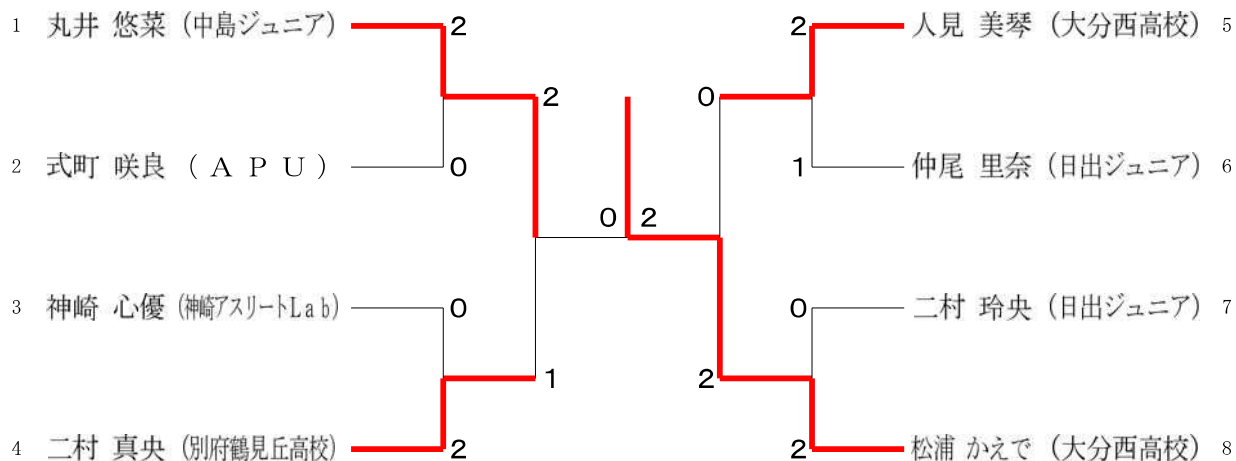 1 丸井 悠菜 (中島ジュニア) 2
2 人見 美琴 (大分西高校) 5
2 0
2 式町 咲良 (ＡＰＵ) 0
1 仲尾 里奈 (日出ジュニア) 6
0 2
3 神崎 心優 (神崎アスリートLab) 0
0 二村 玲央 (日出ジュニア) 7
1 2
4 二村 真央 (別府鶴見丘高校) 2
2 松浦 かえで (大分西高校) 8